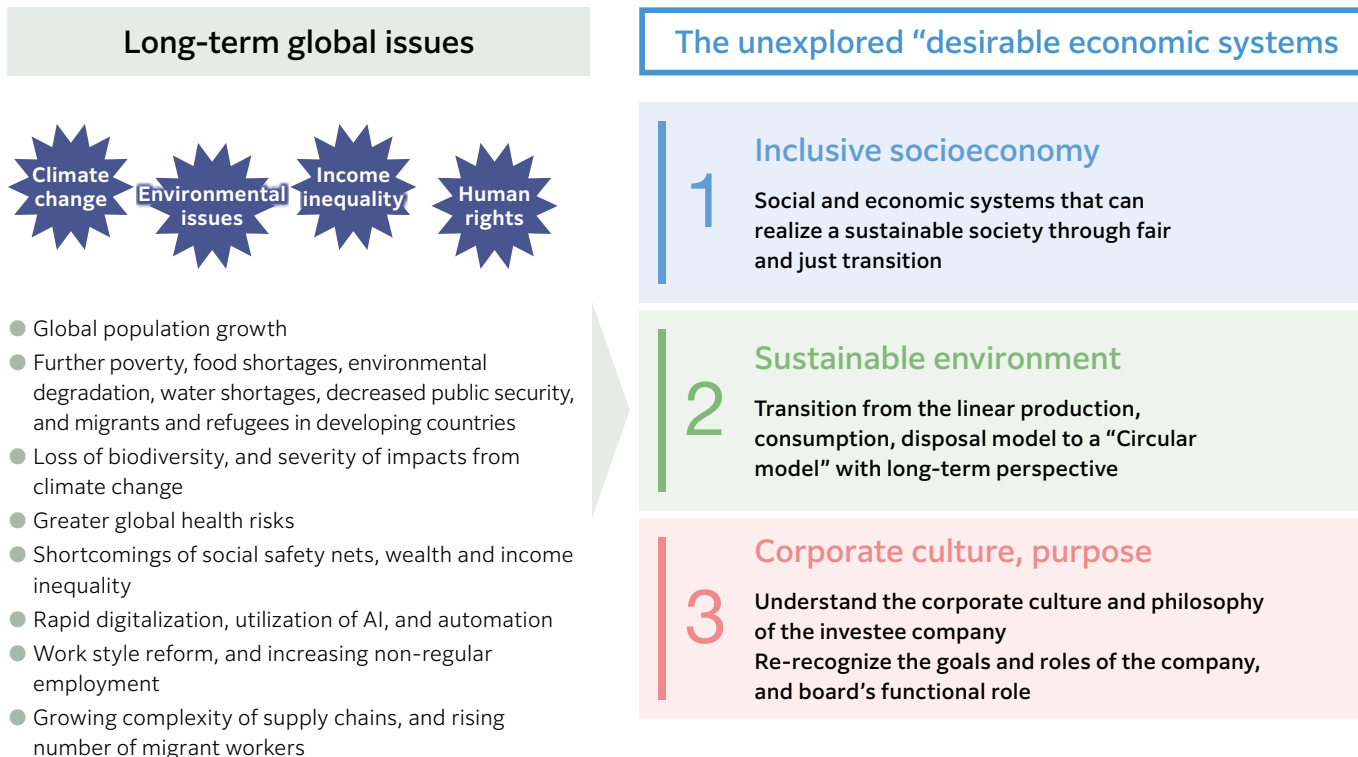 Long-term global issues
Climate
change
Environmental
issues
Income
inequality
Human
rights
● Global population growth
● Further poverty, food shortages, environmental
degradation, water shortages, decreased public security,
and migrants and refugees in developing countries
● Loss of biodiversity, and severity of impacts from
climate change
● Greater global health risks
● Shortcomings of social safety nets, wealth and income
inequality
● Rapid digitalization, utilization of AI, and automation
● Work style reform, and increasing non-regular
employment
● Growing complexity of supply chains, and rising
number of migrant workers
The unexplored “desirable economic systems
1
Inclusive socioeconomy
Social and economic systems that can
realize a sustainable society through fair
and just transition
2
Sustainable environment
Transition from the linear production,
consumption, disposal model to a “Circular
model” with long-term perspective
3
Corporate culture, purpose
Understand the corporate culture and philosophy
of the investee company
Re-recognize the goals and roles of the company,
and board’s functional role